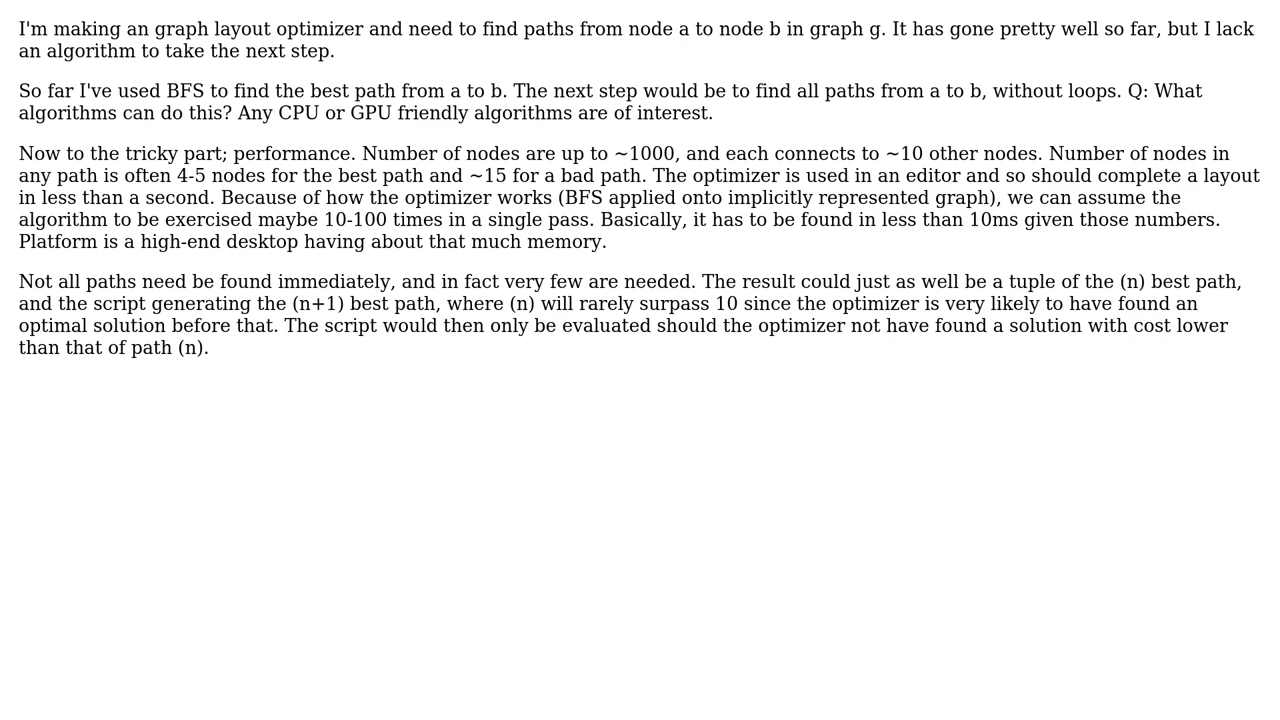 I'm making an graph layout optimizer and need to find paths from node a to node b in graph g. It has gone pretty well so far, but I lack
an algorithm to take the next step.
So far I've used BFS to find the best path from a to b. The next step would be to find all paths from a to b, without loops. Q: What
algorithms can do this? Any CPU or GPU friendly algorithms are of interest.
Now to the tricky part; performance. Number of nodes are up to ~1000, and each connects to ~10 other nodes. Number of nodes in
any path is often 4-5 nodes for the best path and ~15 for a bad path. The optimizer is used in an editor and so should complete a layout
in less than a second. Because of how the optimizer works (BFS applied onto implicitly represented graph), we can assume the
algorithm to be exercised maybe 10-100 times in a single pass. Basically, it has to be found in less than 10ms given those numbers.
Platform is a high-end desktop having about that much memory.
Not all paths need be found immediately, and in fact very few are needed. The result could just as well be a tuple of the (n) best path,
and the script generating the (n+1) best path, where (n) will rarely surpass 10 since the optimizer is very likely to have found an
optimal solution before that. The script would then only be evaluated should the optimizer not have found a solution with cost lower
than that of path (n).